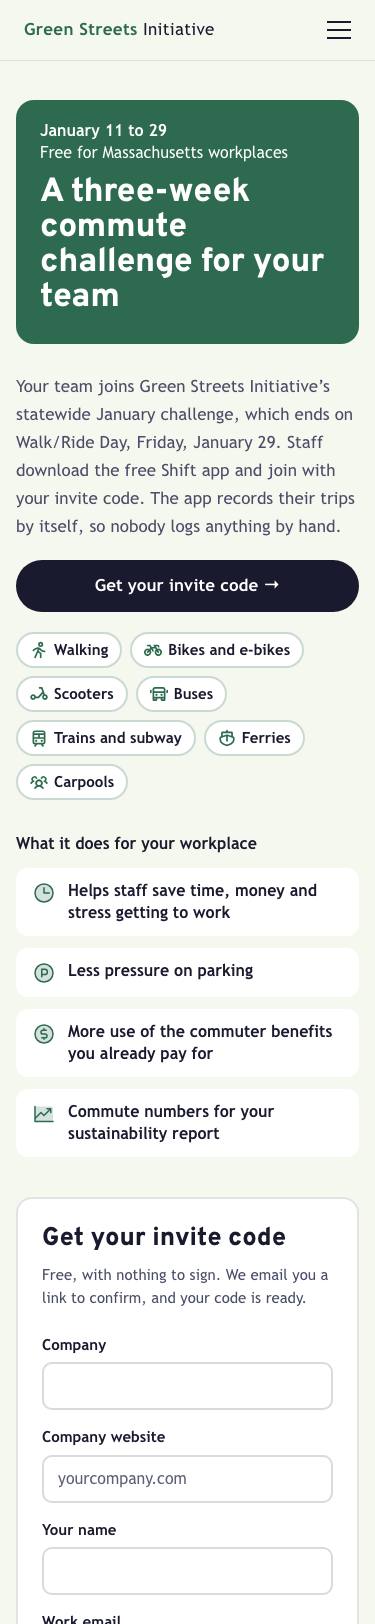 Green Streets Initiative
January 11 to 29
Free for Massachusetts workplaces
A three-week
commute
challenge for your
team
Your team joins Green Streets Initiative’s
statewide January challenge, which ends on
Walk/Ride Day, Friday, January 29. Staff
download the free Shift app and join with
your invite code. The app records their trips
by itself, so nobody logs anything by hand.
Get your invite code →
Walking
Bikes and e-bikes
Scooters
Buses
Trains and subway
Ferries
Carpools
What it does for your workplace
Helps staff save time, money and
stress getting to work
Less pressure on parking
More use of the commuter benefits
you already pay for
Commute numbers for your
sustainability report
Get your invite code
Free, with nothing to sign. We email you a
link to confirm, and your code is ready.
Company
Company website
yourcompany.com
Your name
Work email